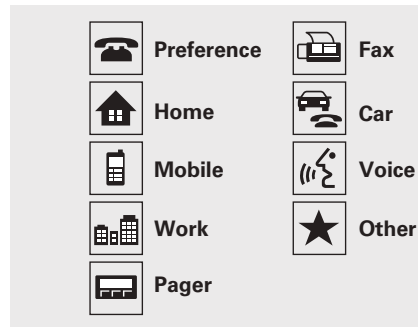 Preference
Home
Mobile
Work
Pager
Fax
Car
Voice
Other